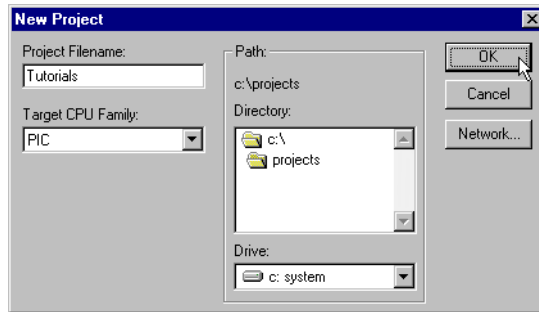 New Project
Project Filename:
Tutorials
Target CPU Family:
PIC
Path:
c:\projects
Directory:
c:\
projects
Drive:
c: system
OK
Cancel
Network...